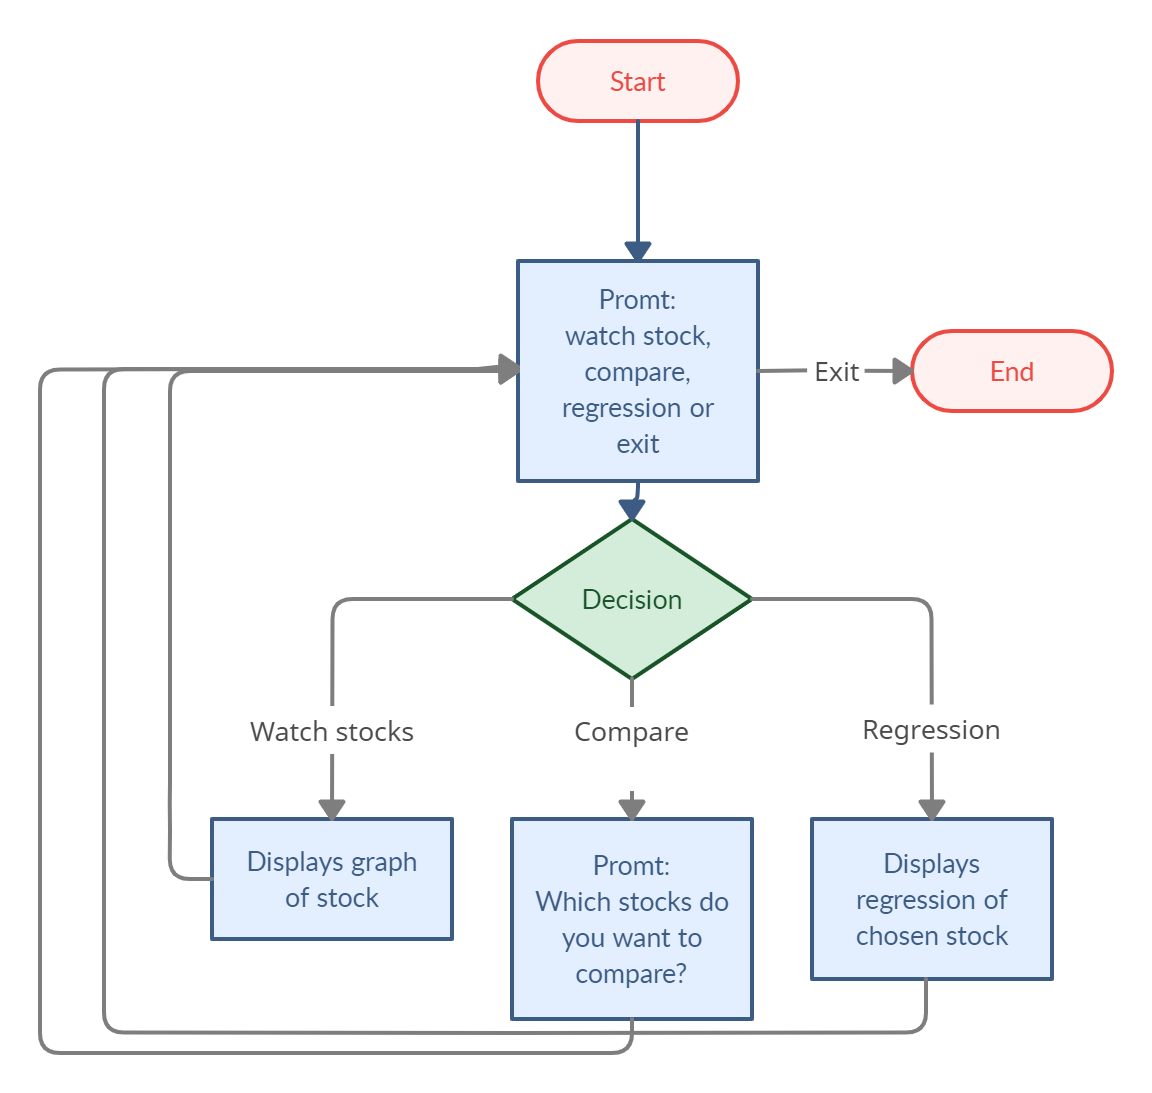 Start
Promt:
watch stock,
compare,
regression or
exit
Exit
End
Decision
Watch stocks
Compare
Regression
Displays graph
of stock
Promt:
Which stocks do
you want to
compare?
Displays
regression of
chosen stock